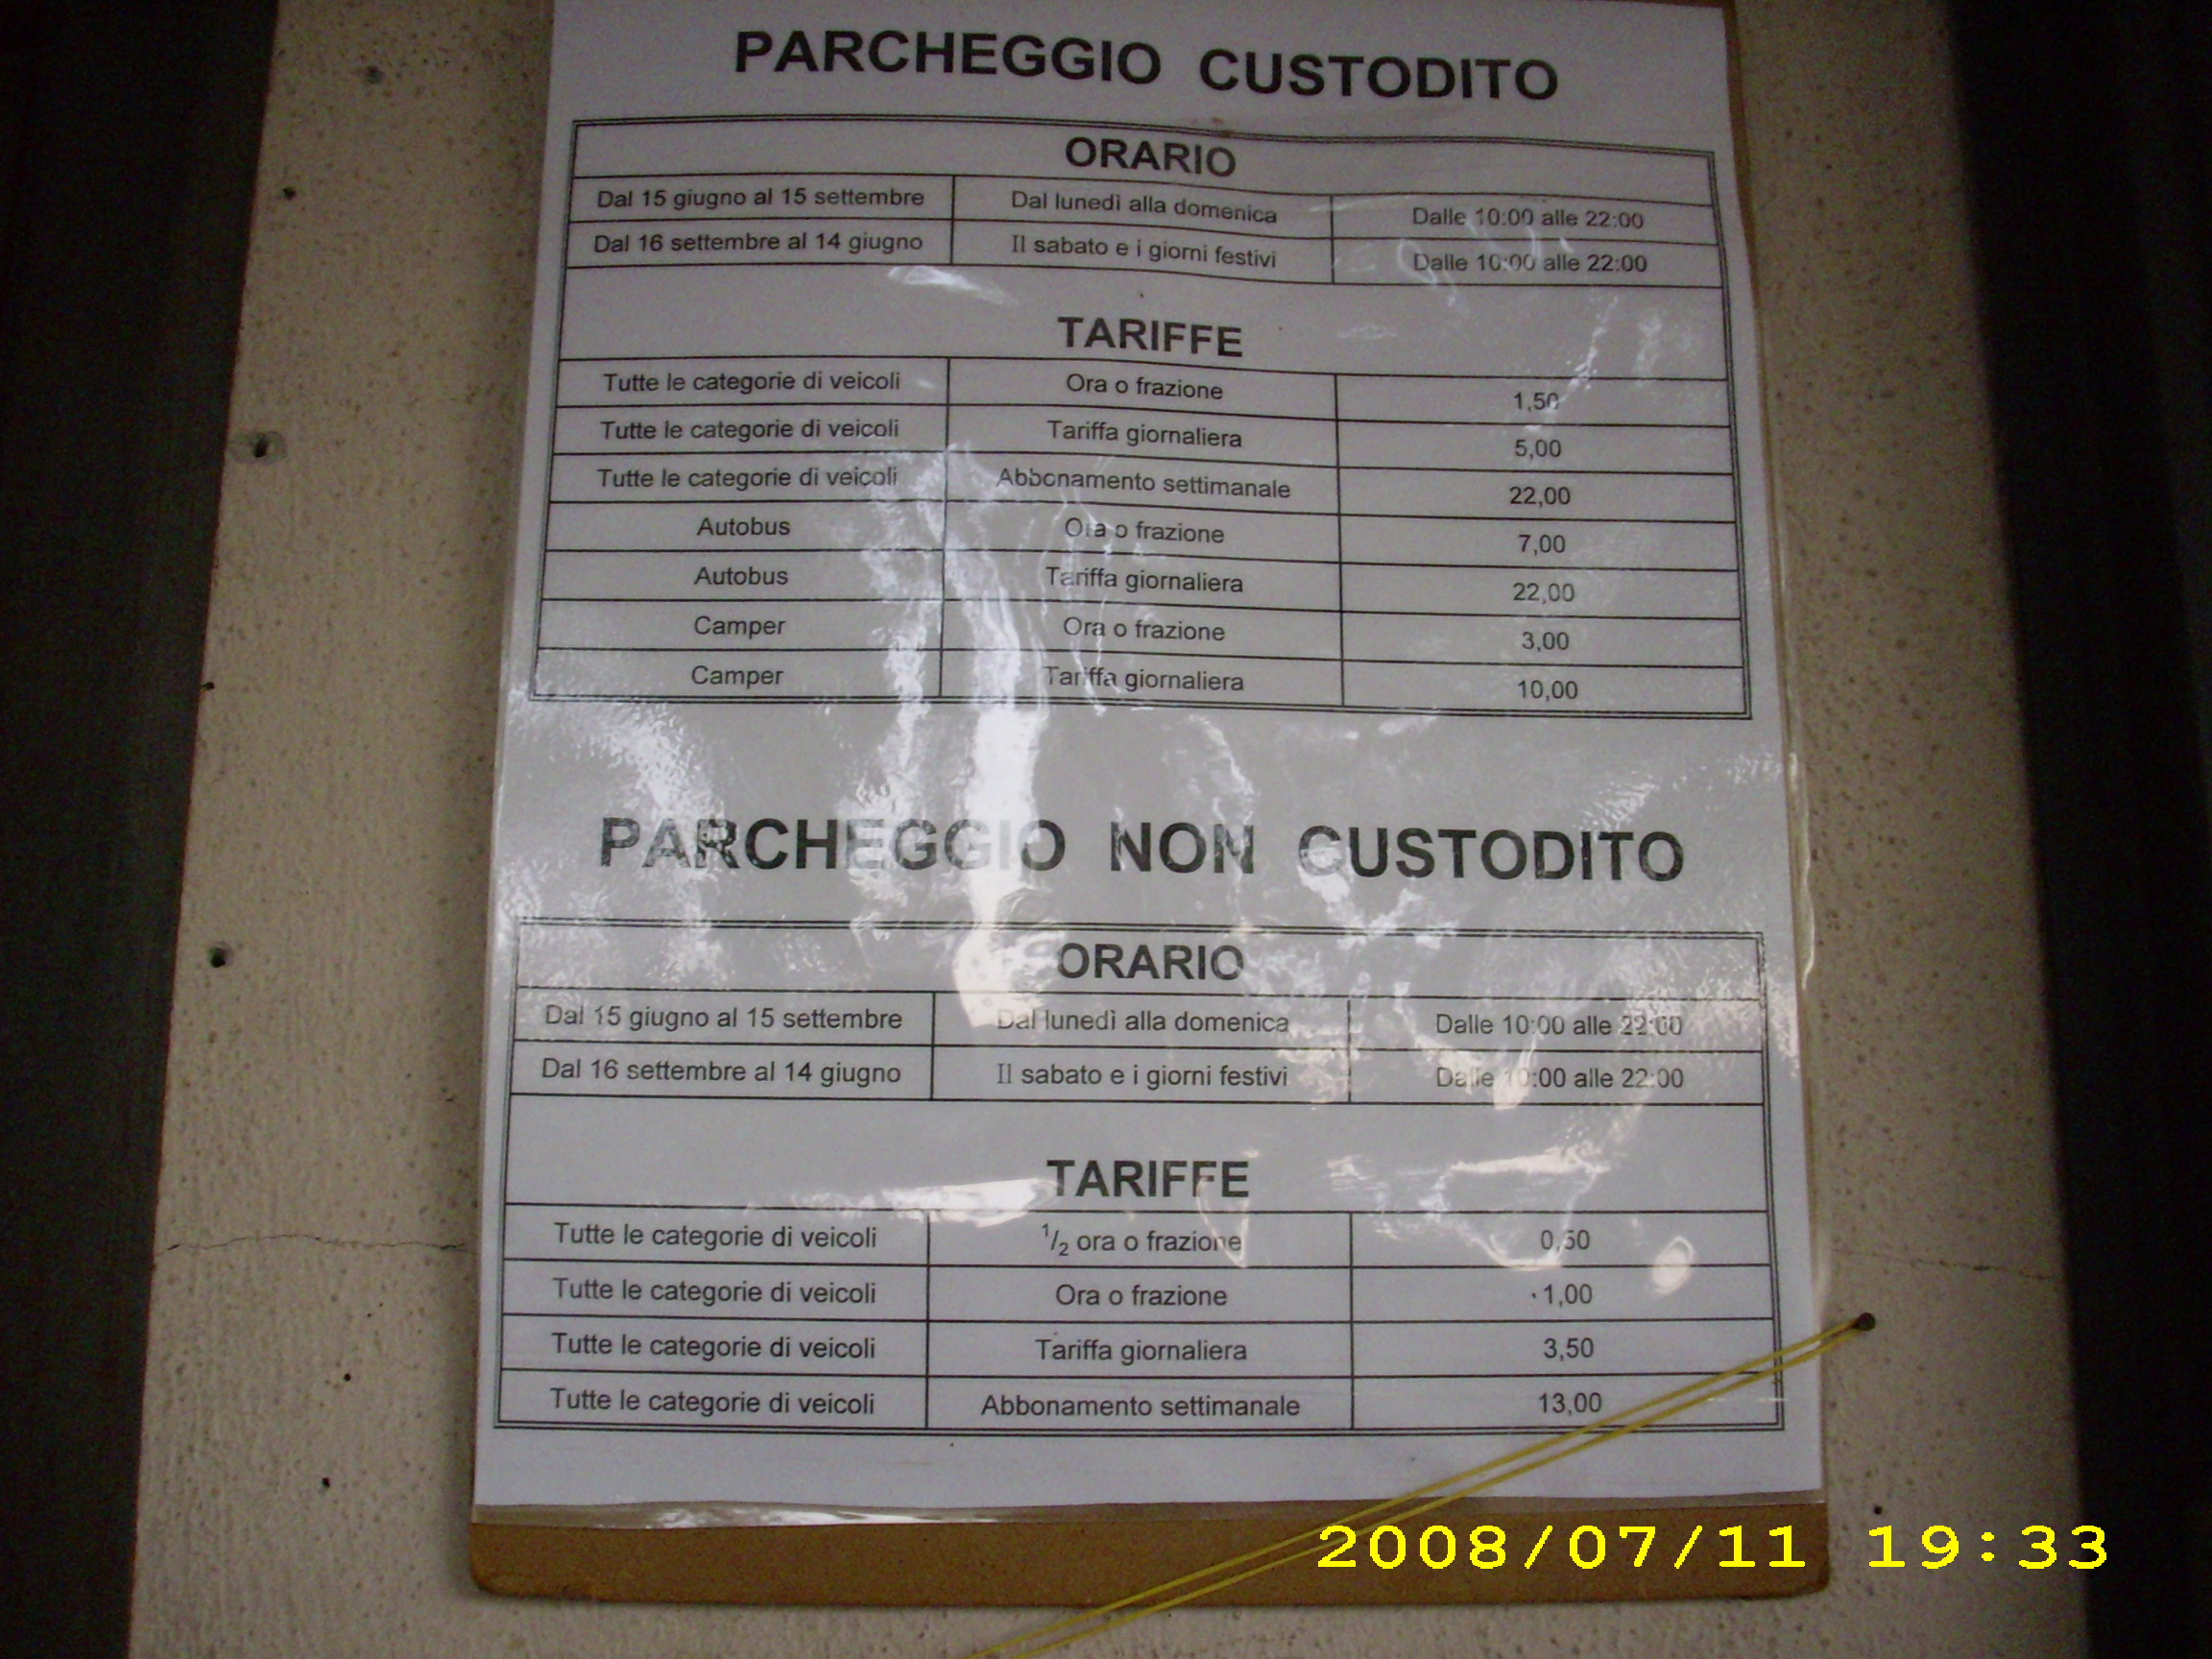 PARCHEGGIO CUSTODITO
ORARIO
Dal 15 giugno al 15 settembre Dal lunedì alla domenica Dalle 10:00 alle 22:00
Dal 16 settembre al 14 giugno Il sabato e i giorni festivi Dalle 10:00 alle 22:00
TARIFFE
Tutte le categorie di veicoli Ora o frazione 1,50
Tutte le categorie di veicoli Tariffa giornaliera 5,00
Tutte le categorie di veicoli Abbonamento settimanale 22,00
Autobus Ora o frazione 7,00
Autobus Tariffa giornaliera 22,00
Camper Ora o frazione 3,00
Camper Tariffa giornaliera 10,00
PARCHEGGIO NON CUSTODITO
ORARIO
Dal 15 giugno al 15 settembre Dal lunedì alla domenica Dalle 10:00 alle 22:00
Dal 16 settembre al 14 giugno Il sabato e i giorni festivi Dalle 10:00 alle 22:00
TARIFFE
Tutte le categorie di veicoli 1/2 ora o frazione 0,50
Tutte le categorie di veicoli Ora o frazione 1,00
Tutte le categorie di veicoli Tariffa giornaliera 3,50
Tutte le categorie di veicoli Abbonamento settimanale 13,00
2008/07/11 19:33